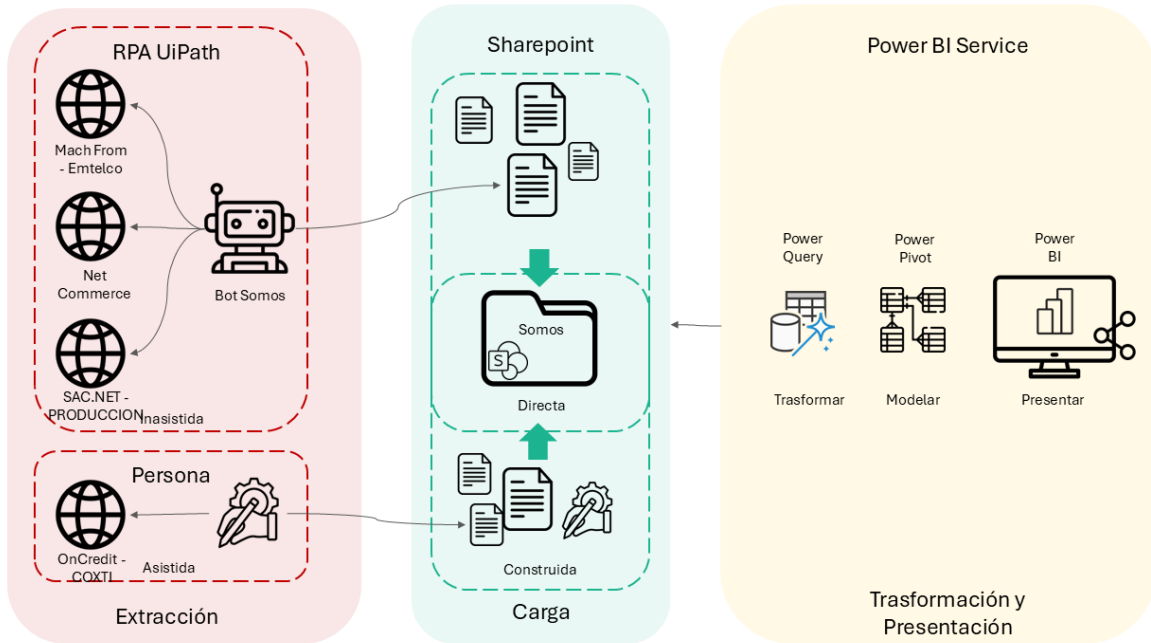 RPA UiPath
Mach From
- Emtelco
Net
Commerce
Bot Somos
SAC.NET -
PRODUCCION
Inasistida
Persona
OnCredit -
COXTI
Asistida
Extracción
Sharepoint
Somos
S
Directa
Construida
Carga
Power BI Service
Power
Query
Power
Pivot
Power
BI
Trasformar
Modelar
Presentar
Trasformación y
Presentación